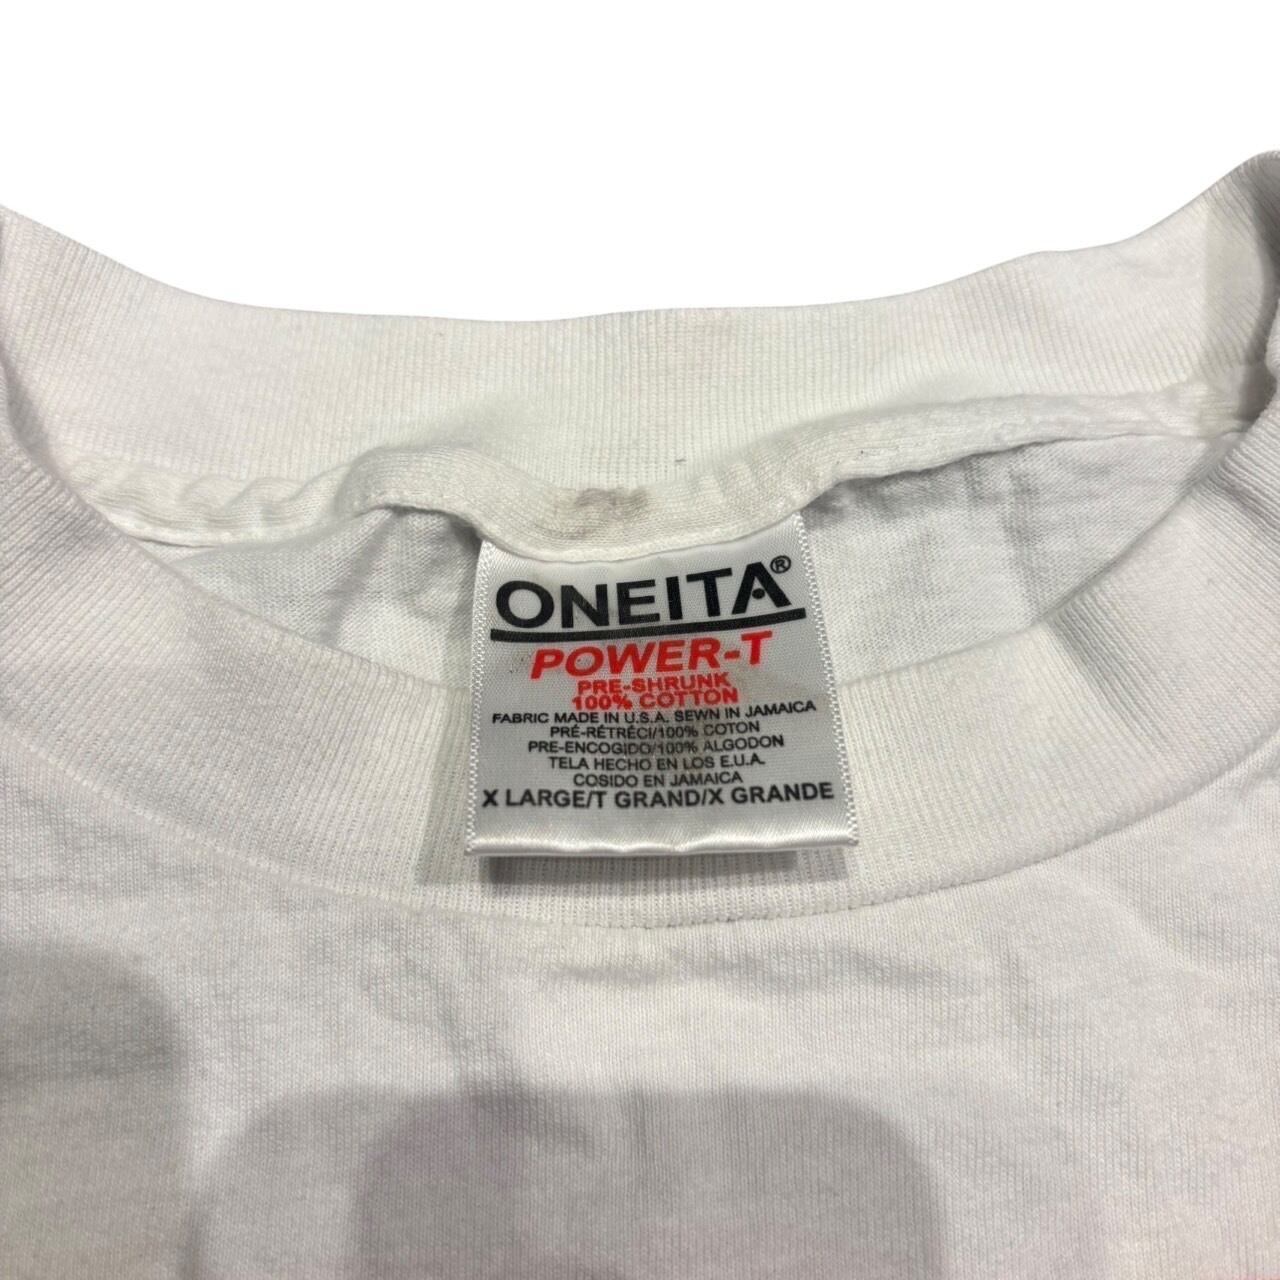 ONEITA®
POWER-T
PRE-SHRUNK
100% COTTON
FABRIC MADE IN U.S.A. SEWN IN JAMAICA
PRÉ-RÉTRÉCI/100% COTON
PRE-ENCOGIDO/100% ALGODON
TELA HECHO EN LOS E.U.A.
COSIDO EN JAMAICA
X LARGE/T GRAND/X GRANDE